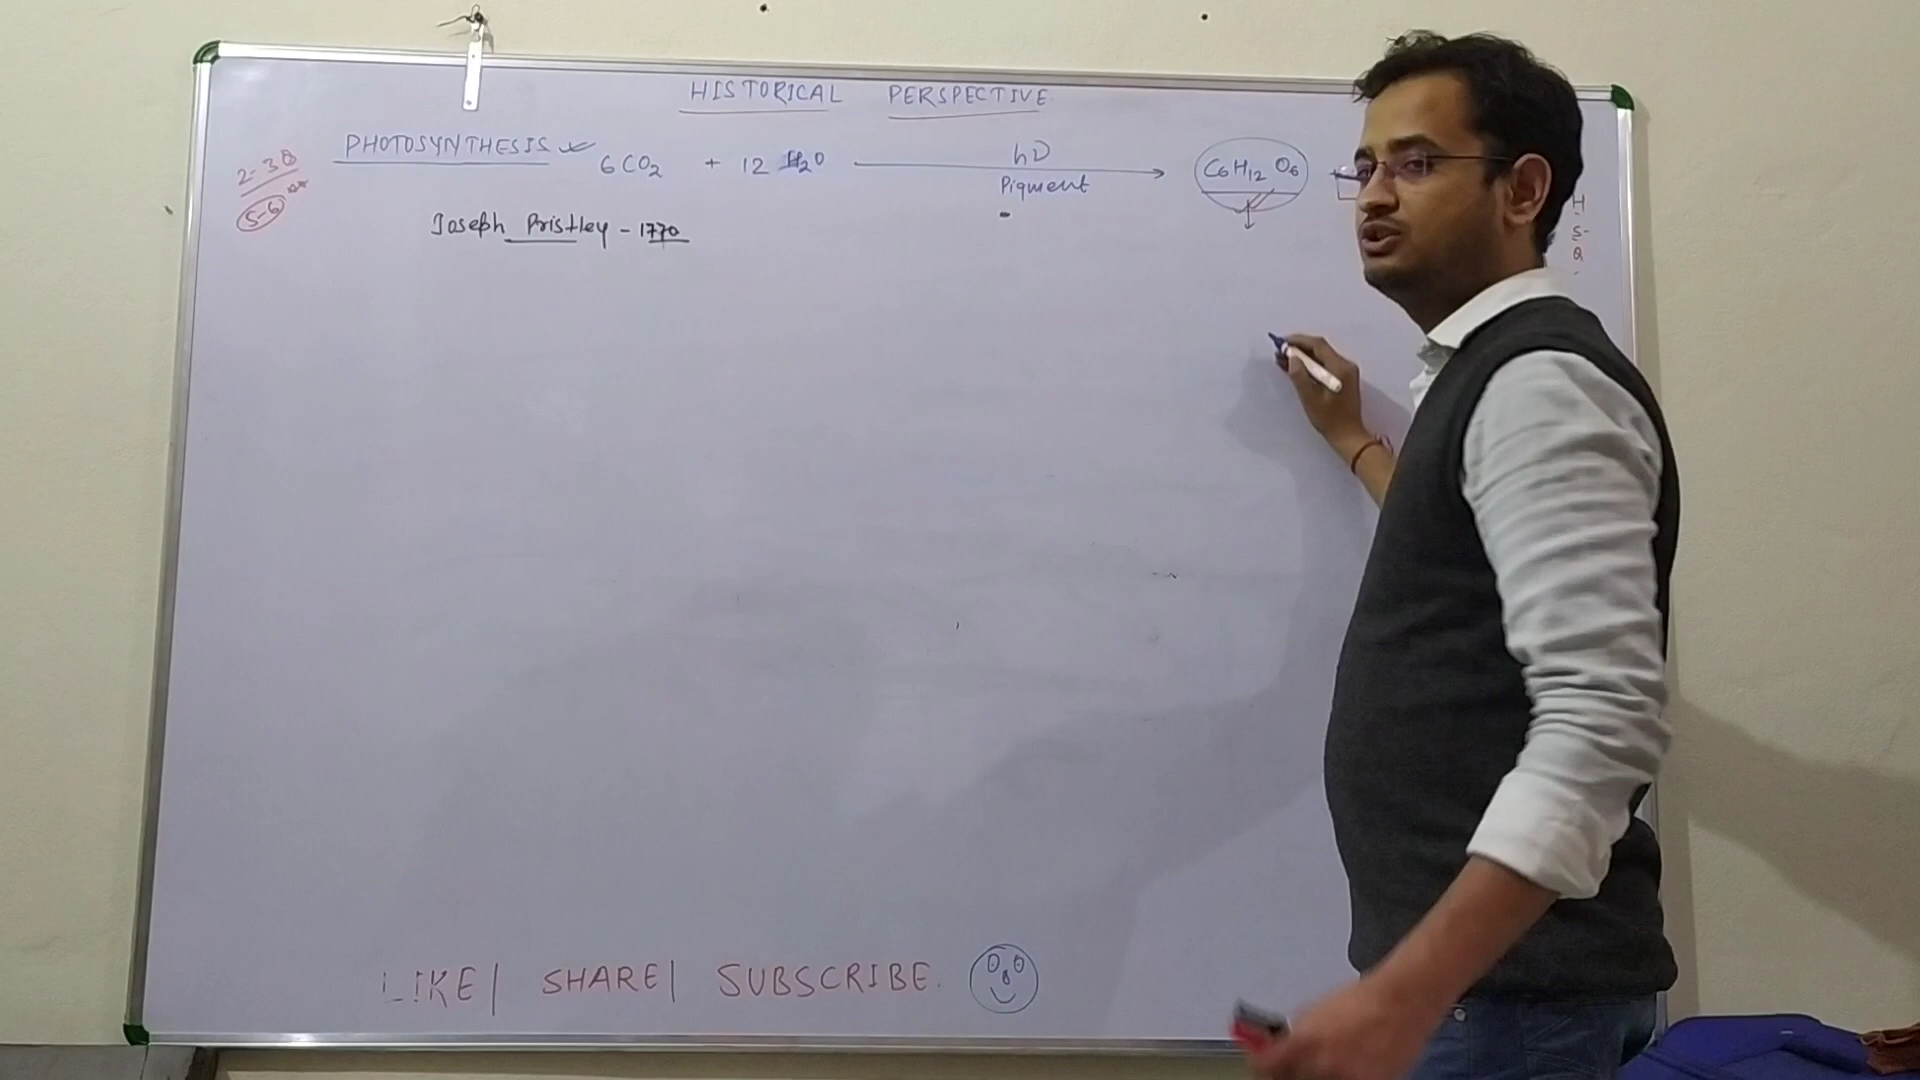 HISTORICAL PERSPECTIVE
PHOTOSYNTHESIS
6CO2 + 12 H2O
hν
Pigment
C6H12O6 +
2-3Q
5-6
Joseph Pristley - 1770
H
S-
Q
LIKE| SHARE| SUBSCRIBE.